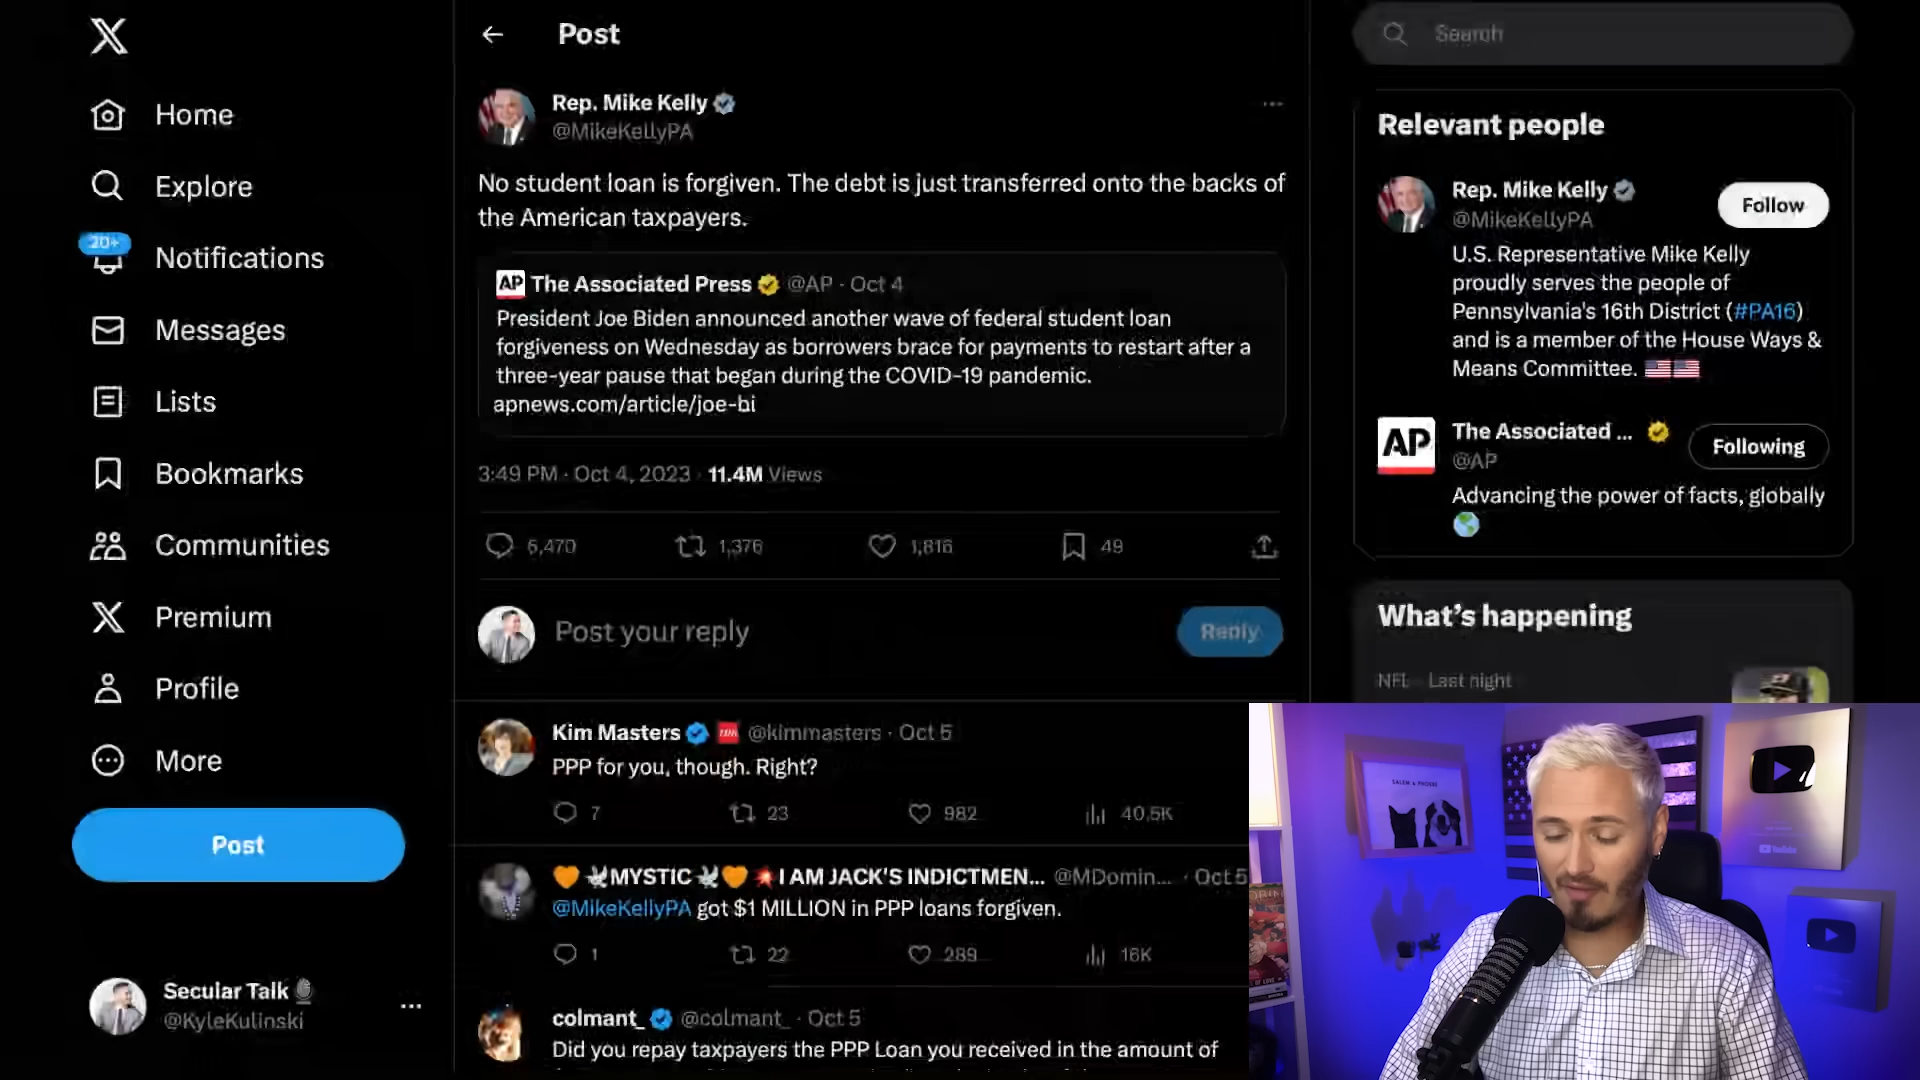 Home
Explore
20+
Notifications
Messages
Lists
Bookmarks
Communities
Premium
Profile
More
Post
Secular Talk
@KyleKulinski
Post
Rep. Mike Kelly
@MikeKellyPA
No student loan is forgiven. The debt is just transferred onto the backs of
the American taxpayers.
AP The Associated Press @AP · Oct 4
President Joe Biden announced another wave of federal student loan
forgiveness on Wednesday as borrowers brace for payments to restart after a
three-year pause that began during the COVID-19 pandemic.
apnews.com/article/joe-bi
3:49 PM · Oct 4, 2023 · 11.4M Views
6,470 1,376 1,816 49
Post your reply
Reply
Kim Masters @kimmasters · Oct 5
PPP for you, though. Right?
7 23 982 40.5K
MYSTIC I AM JACK'S INDICTMEN... @MDomin... · Oct 5
@MikeKellyPA got $1 MILLION in PPP loans forgiven.
1 22 289 16K
colmant_ @colmant_ · Oct 5
Did you repay taxpayers the PPP Loan you received in the amount of
Search
Relevant people
Rep. Mike Kelly
@MikeKellyPA
Follow
U.S. Representative Mike Kelly
proudly serves the people of
Pennsylvania's 16th District (#PA16)
and is a member of the House Ways &
Means Committee.
AP
The Associated ...
@AP
Following
Advancing the power of facts, globally
What's happening
NFL · Last night
SALEM & PHOEBE
YouTube